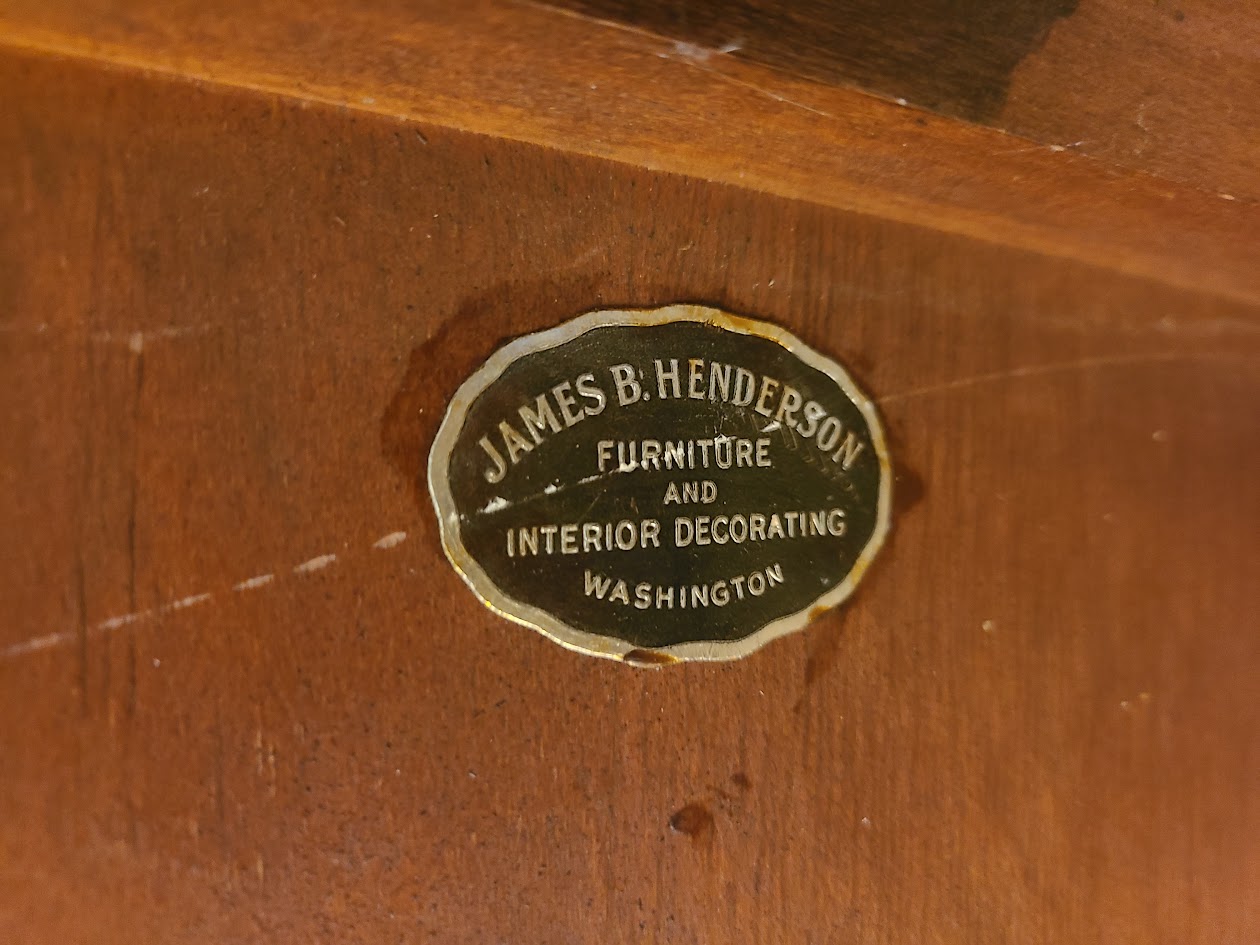 JAMES B. HENDERSON
FURNITURE
AND
INTERIOR DECORATING
WASHINGTON